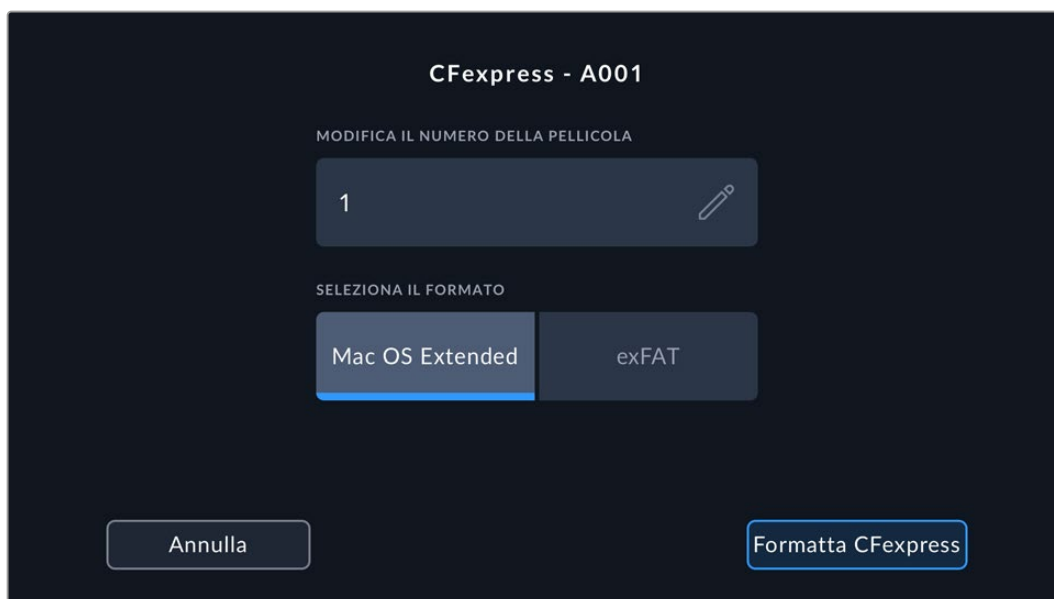 CFexpress - A001
MODIFICA IL NUMERO DELLA PELLICOLA
1
SELEZIONA IL FORMATO
Mac OS Extended
exFAT
Annulla
Formatta CFexpress